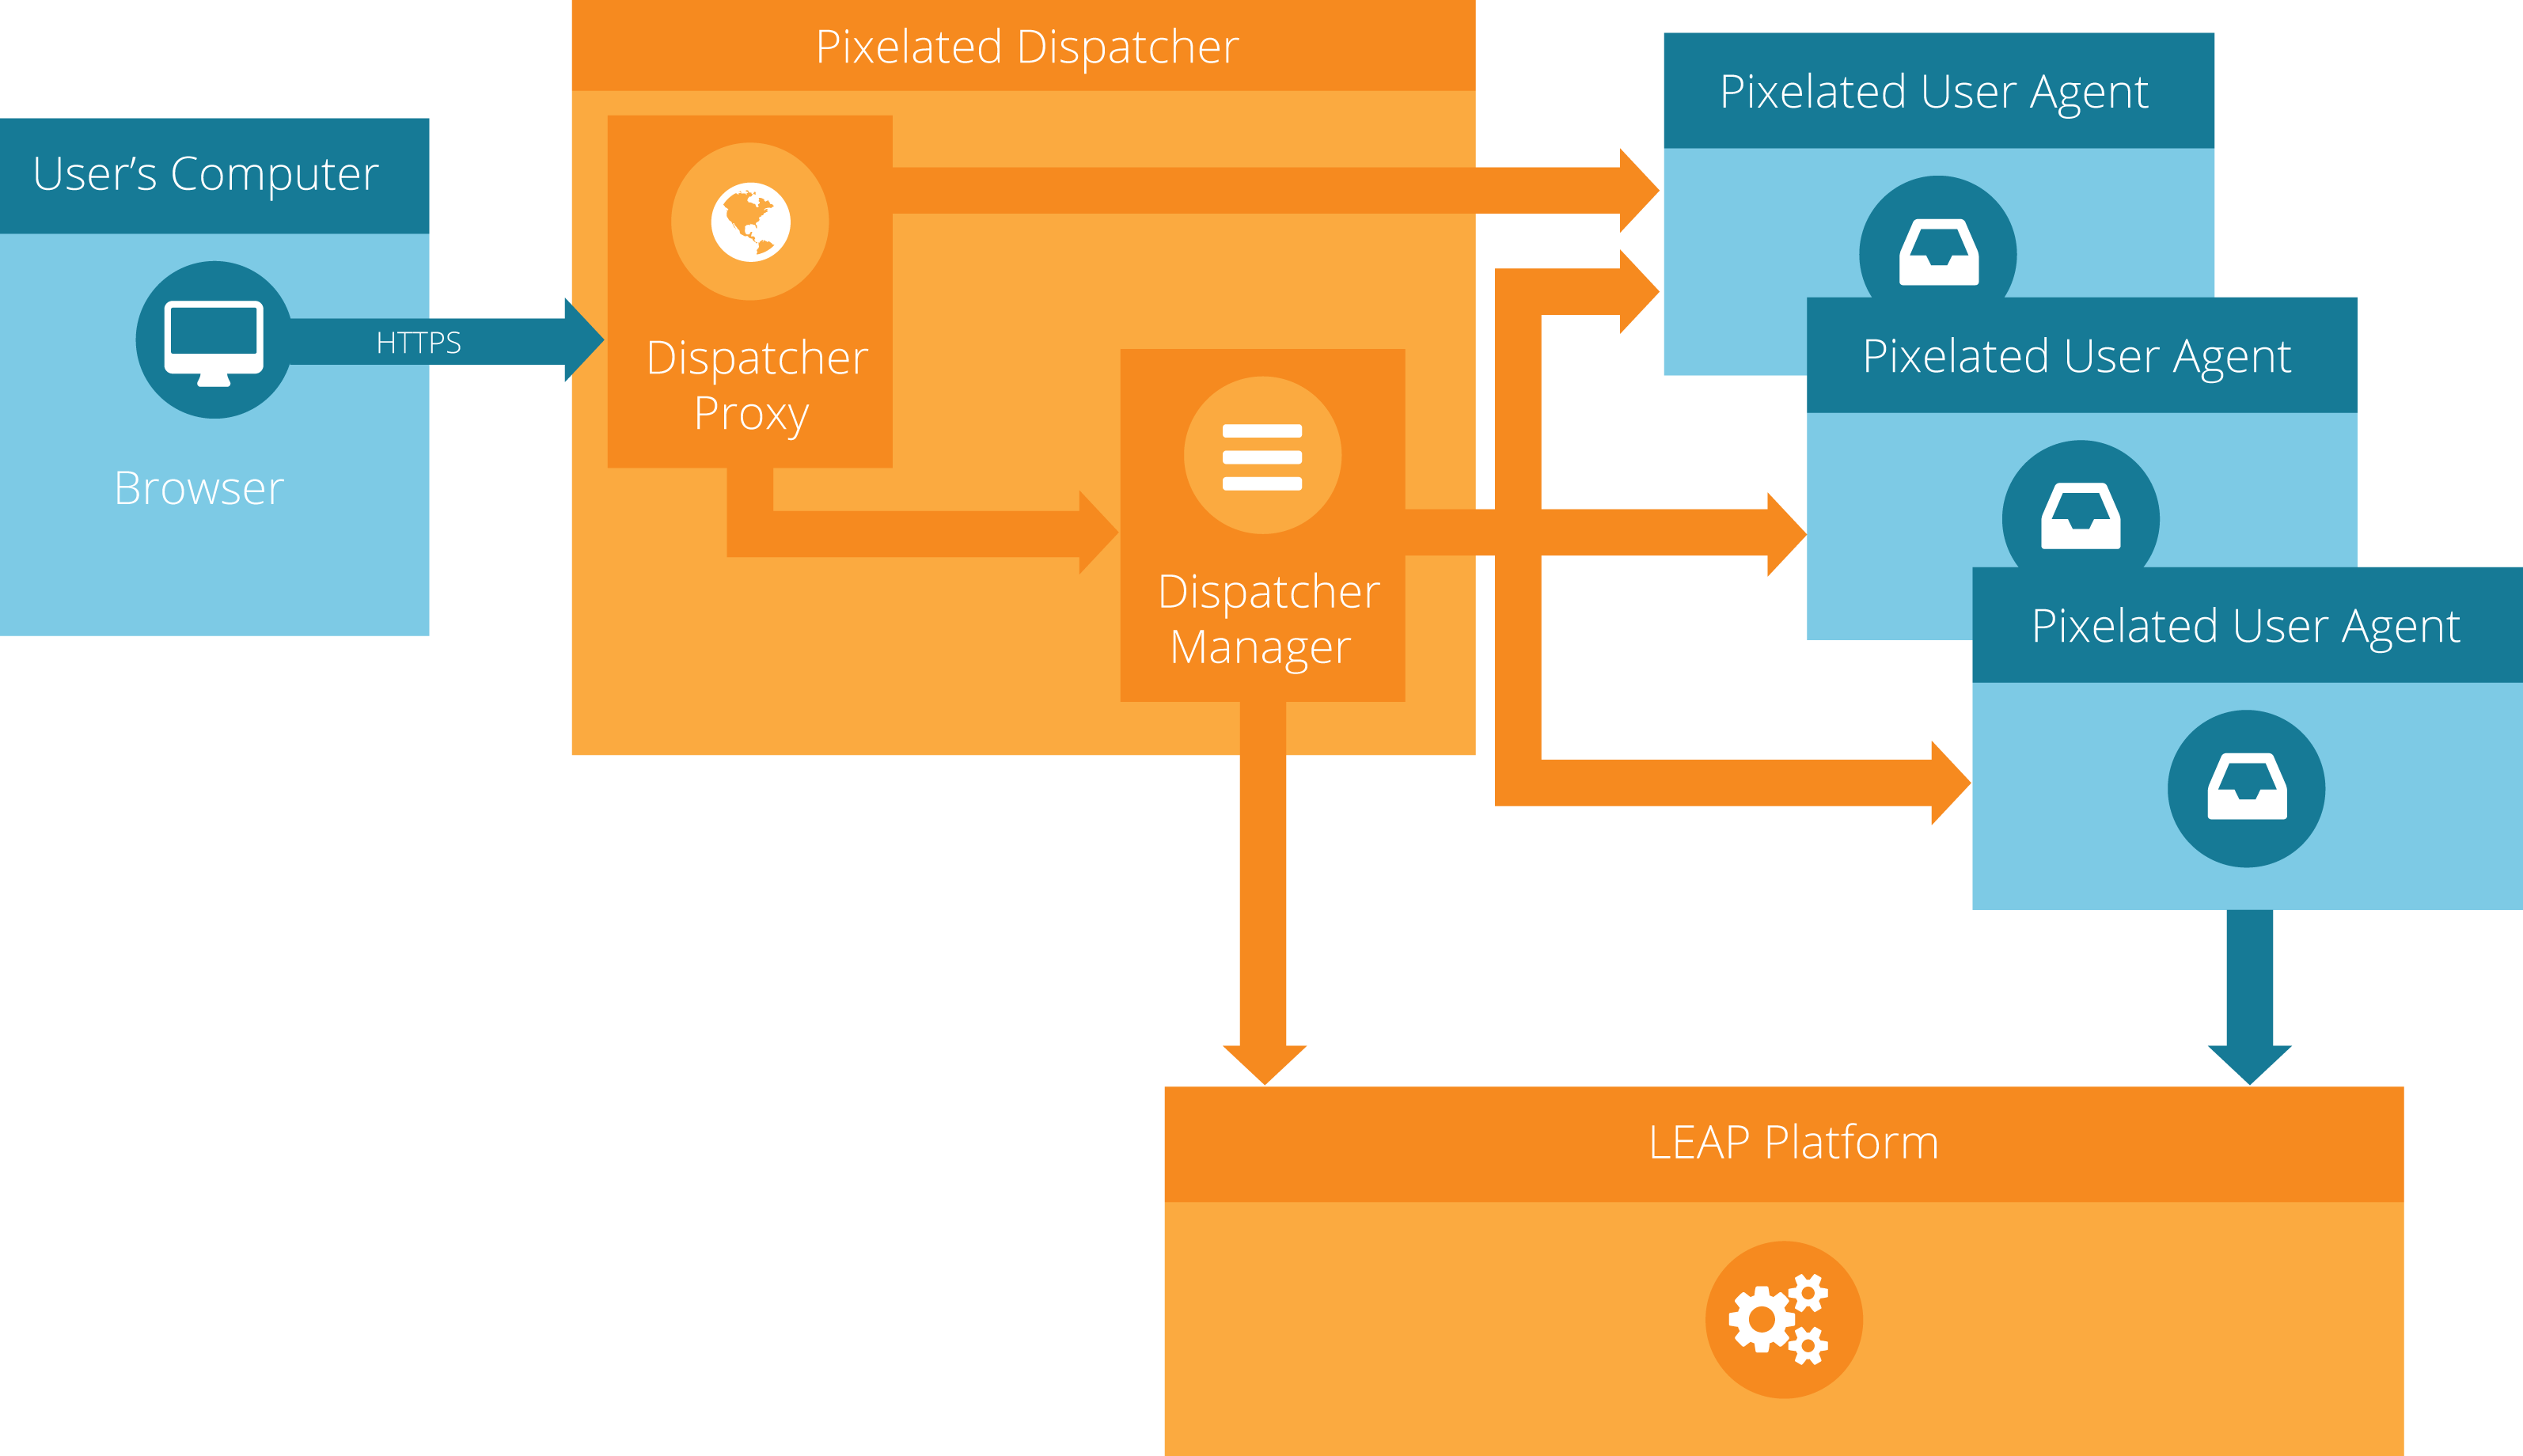 Pixelated Dispatcher
User’s Computer
HTTPS
Browser
Dispatcher
Proxy
Dispatcher
Manager
Pixelated User Agent
Pixelated User Agent
Pixelated User Agent
LEAP Platform